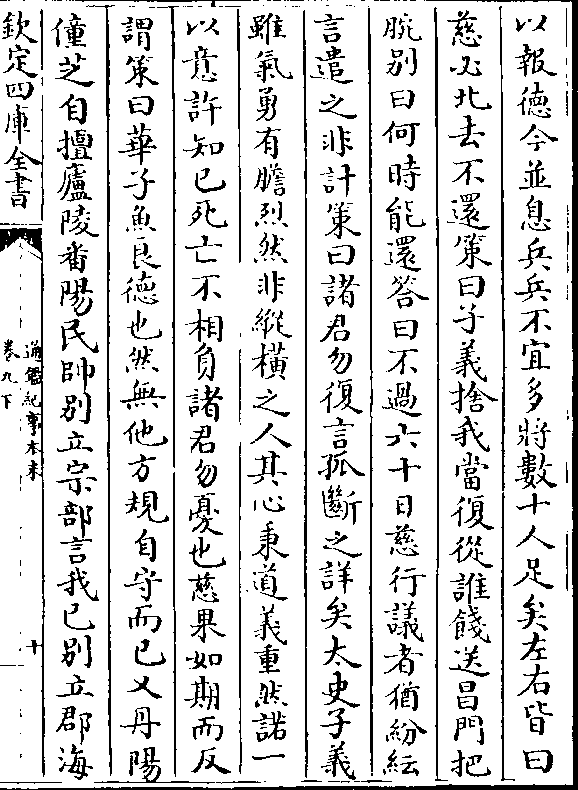 以報德今並息兵兵不宜多將數十人足矣左右皆曰
慈必北去不還策曰子義捨我當復從誰餞送昌門把
腕别曰何時能還答曰不過六十日慈行議者猶紛紜
言遣之非計策曰諸君勿復言孤斷之詳矣太史子義
雖氣勇有膽烈然非縱橫之人其心秉道義重然諾一
以意許知已死亡不相負諸君勿憂也慈果如期而反
謂策曰華子魚良德也然無他方規自守而已又丹陽
僮芝自擅廬陵番陽民帥别立宗部言我已别立郡海
欽定四庫全書
通鑑紀事本末
卷九下
十